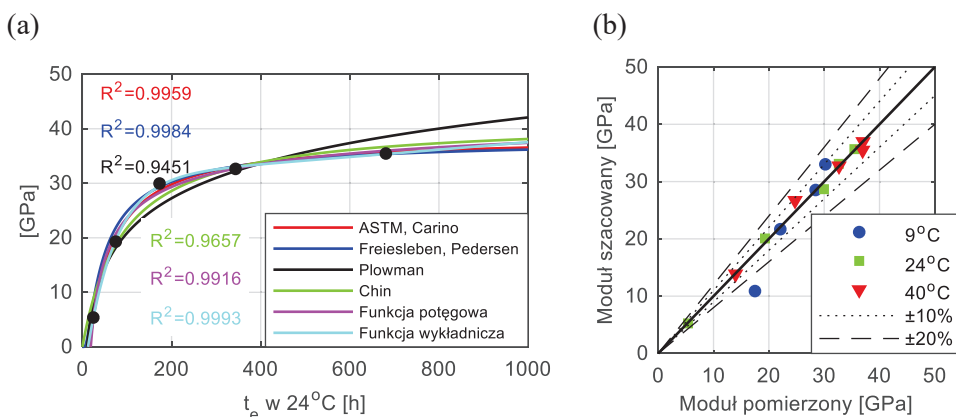 (a)
(b)
R²=0.9959
R²=0.9984
R²=0.9451
R²=0.9657
R²=0.9916
R²=0.9993
ASTM, Carino
Freiesleben, Pedersen
Plowman
Chin
Funkcja potęgowa
Funkcja wykładnicza
[GPa]
50
40
30
20
10
0
0
200
400
600
800
1000
tₑ w 24°C [h]
Moduł szacowany [GPa]
50
40
30
20
10
0
9°C
24°C
40°C
±10%
±20%
0
10
20
30
40
50
Moduł pomierzony [GPa]